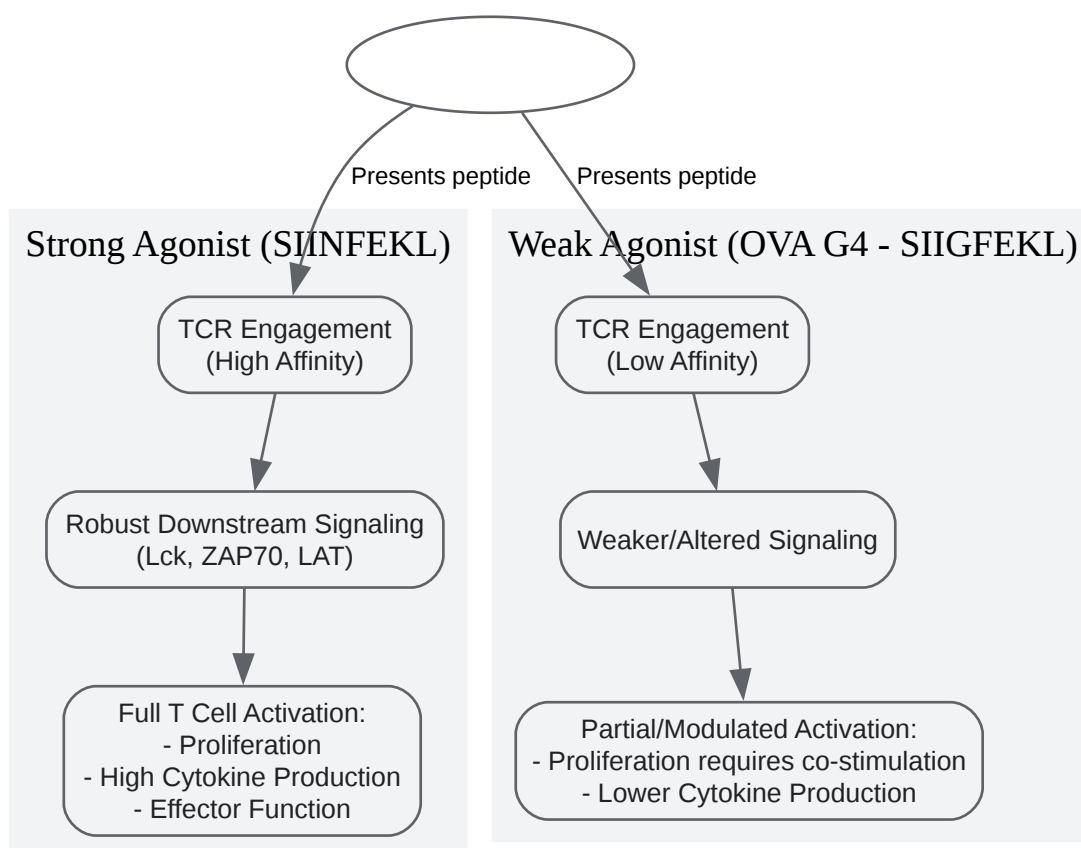 Presents peptide
Presents peptide
Strong Agonist (SIINFEKL)
TCR Engagement
(High Affinity)
Robust Downstream Signaling
(Lck, ZAP70, LAT)
Full T Cell Activation:
- Proliferation
- High Cytokine Production
- Effector Function
Weak Agonist (OVA G4 - SIIGFEKL)
TCR Engagement
(Low Affinity)
Weaker/Altered Signaling
Partial/Modulated Activation:
- Proliferation requires co-stimulation
- Lower Cytokine Production